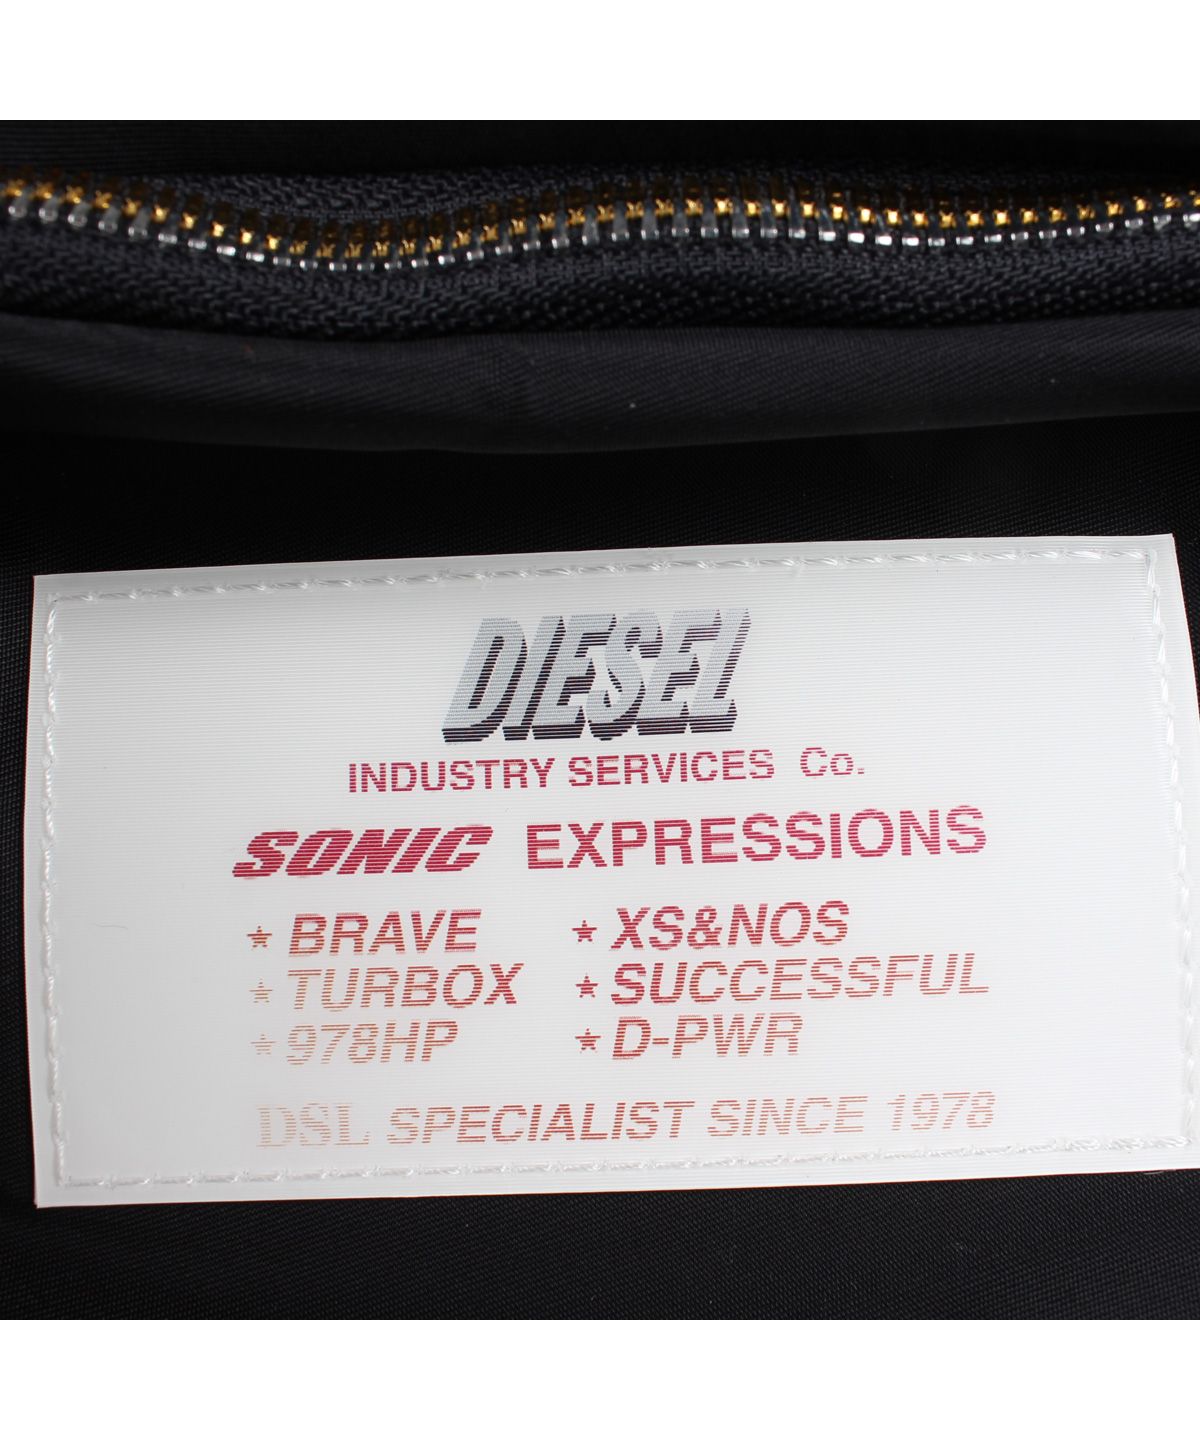 DIESEL
INDUSTRY SERVICES Co.
SONIC EXPRESSIONS
★ BRAVE ★ XS&NOS
★ TURBOX ★ SUCCESSFUL
★ 978HP ★ D-PWR
DSL SPECIALIST SINCE 1978